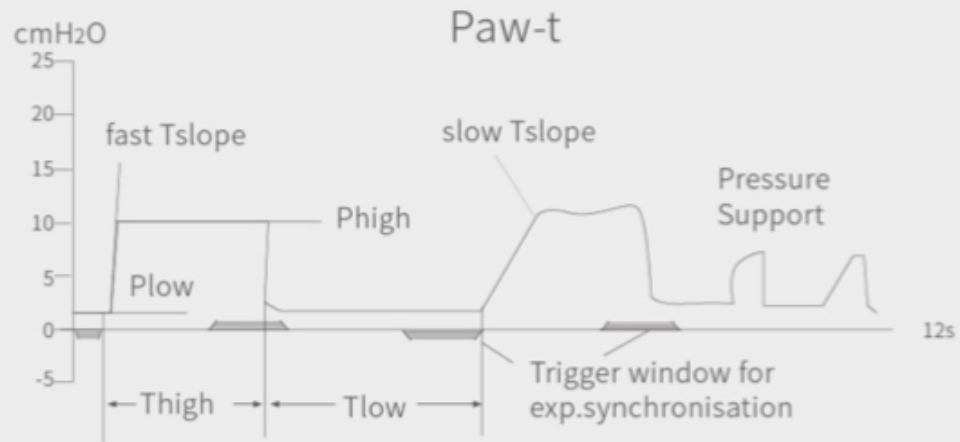 Paw-t
cmH2O
25
20
15
10
5
0
-5
fast Tslope
slow Tslope
Pressure
Support
Phigh
Plow
12s
Thigh
Tlow
Trigger window for
exp.synchronisation